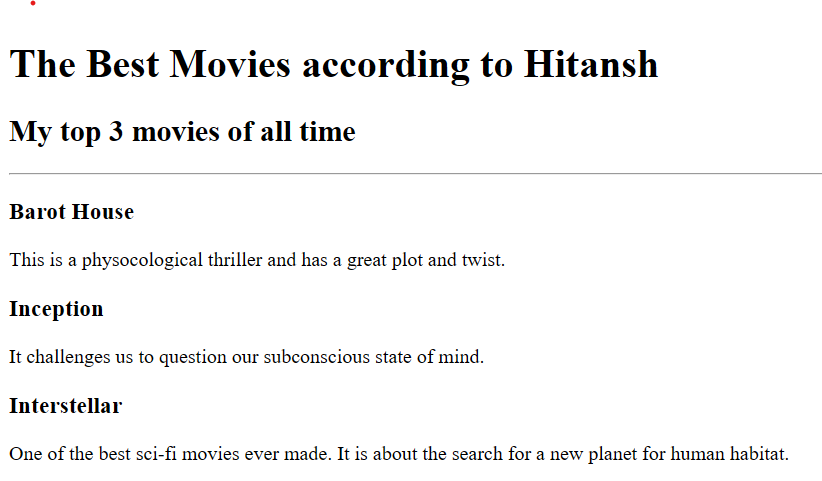 The Best Movies according to Hitansh
My top 3 movies of all time
Barot House
This is a physocological thriller and has a great plot and twist.
Inception
It challenges us to question our subconscious state of mind.
Interstellar
One of the best sci-fi movies ever made. It is about the search for a new planet for human habitat.